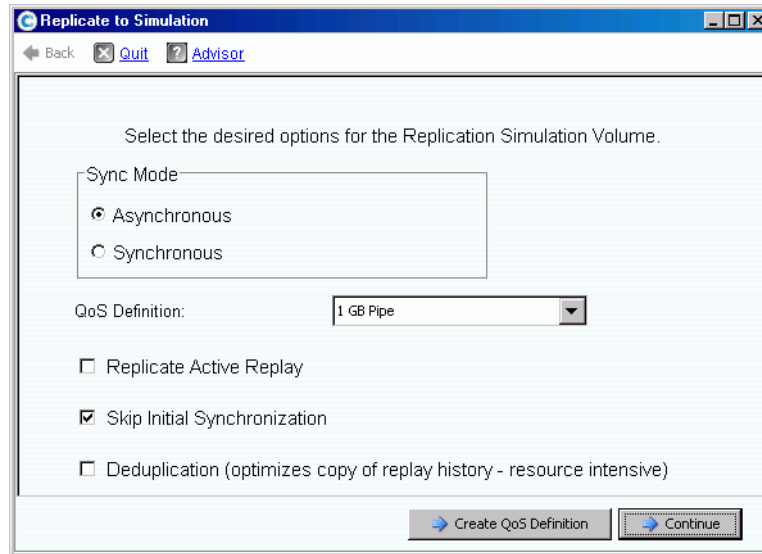 Replicate to Simulation
Back Quit ? Advisor
Select the desired options for the Replication Simulation Volume.
Sync Mode
Asynchronous
Synchronous
QoS Definition: 1 GB Pipe
Replicate Active Replay
Skip Initial Synchronization
Deduplication (optimizes copy of replay history - resource intensive)
Create QoS Definition Continue